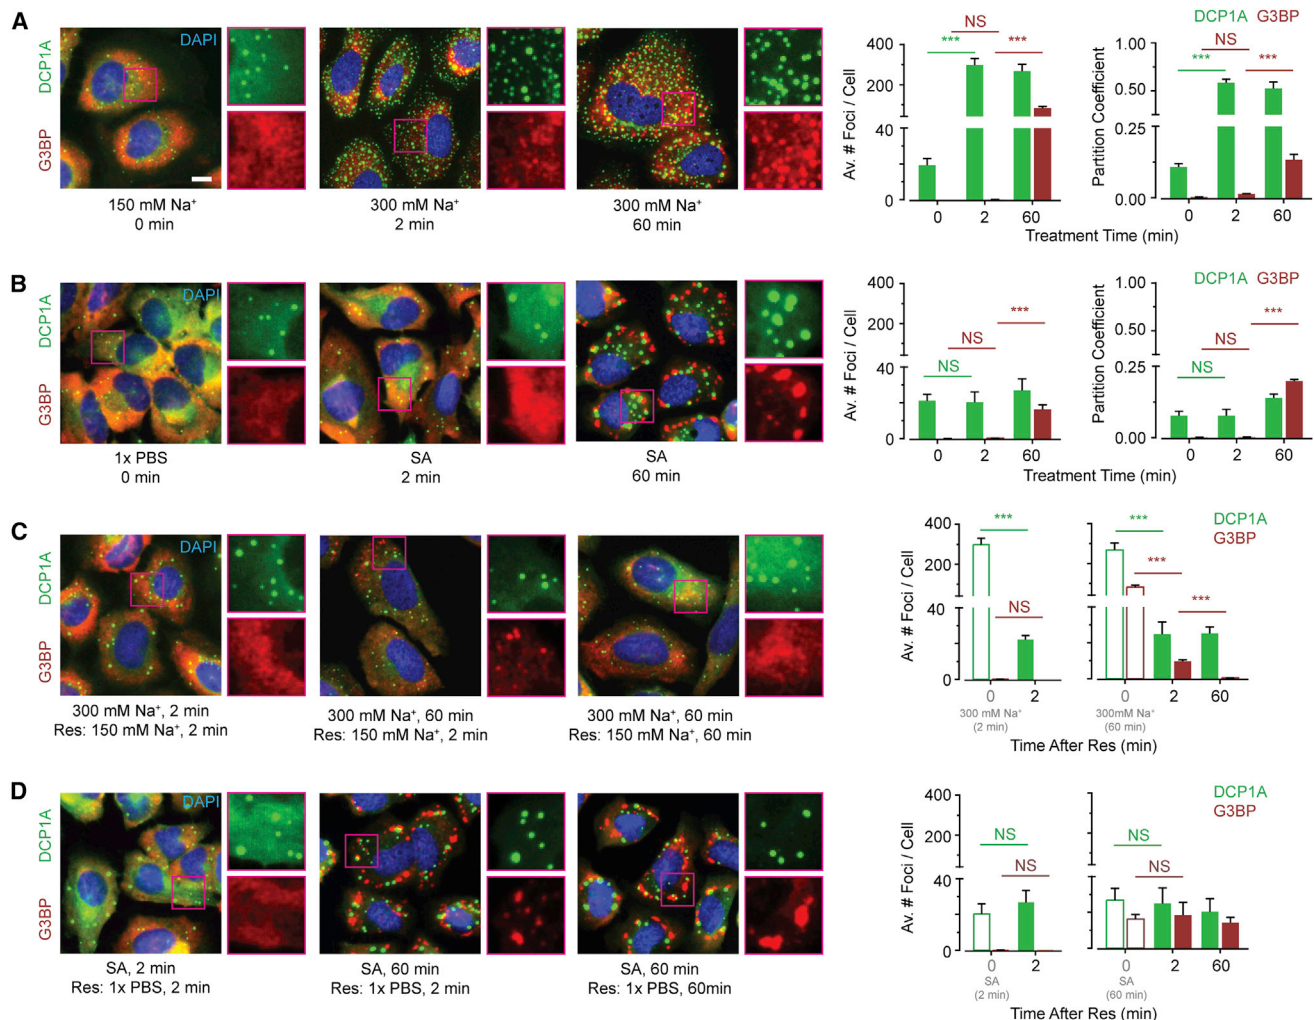 A
DCP1A
G3BP
DAPI
150 mM Na⁺
0 min
300 mM Na⁺
2 min
300 mM Na⁺
60 min
Av. # Foci / Cell
400
200
40
0
NS
***
***
0
2
60
DCP1A
G3BP
Partition Coefficient
1.00
0.50
0.25
0.00
NS
***
***
0
2
60
Treatment Time (min)
B
DCP1A
G3BP
DAPI
1x PBS
0 min
SA
2 min
SA
60 min
Av. # Foci / Cell
400
200
40
0
***
NS
NS
0
2
60
DCP1A
G3BP
Partition Coefficient
1.00
0.50
0.25
0.00
***
NS
NS
0
2
60
Treatment Time (min)
C
DCP1A
G3BP
DAPI
300 mM Na⁺, 2 min
Res: 150 mM Na⁺, 2 min
300 mM Na⁺, 60 min
Res: 150 mM Na⁺, 2 min
300 mM Na⁺, 60 min
Res: 150 mM Na⁺, 60 min
Av. # Foci / Cell
400
200
40
0
***
NS
0
2
300 mM Na⁺
(2 min)
***
***
***
DCP1A
G3BP
0
2
60
300mM Na⁺
(60 min)
Time After Res (min)
D
DCP1A
G3BP
DAPI
SA, 2 min
Res: 1x PBS, 2 min
SA, 60 min
Res: 1x PBS, 2 min
SA, 60 min
Res: 1x PBS, 60min
Av. # Foci / Cell
400
200
40
0
NS
NS
0
2
SA
(2 min)
NS
NS
DCP1A
G3BP
0
2
60
SA
(60 min)
Time After Res (min)